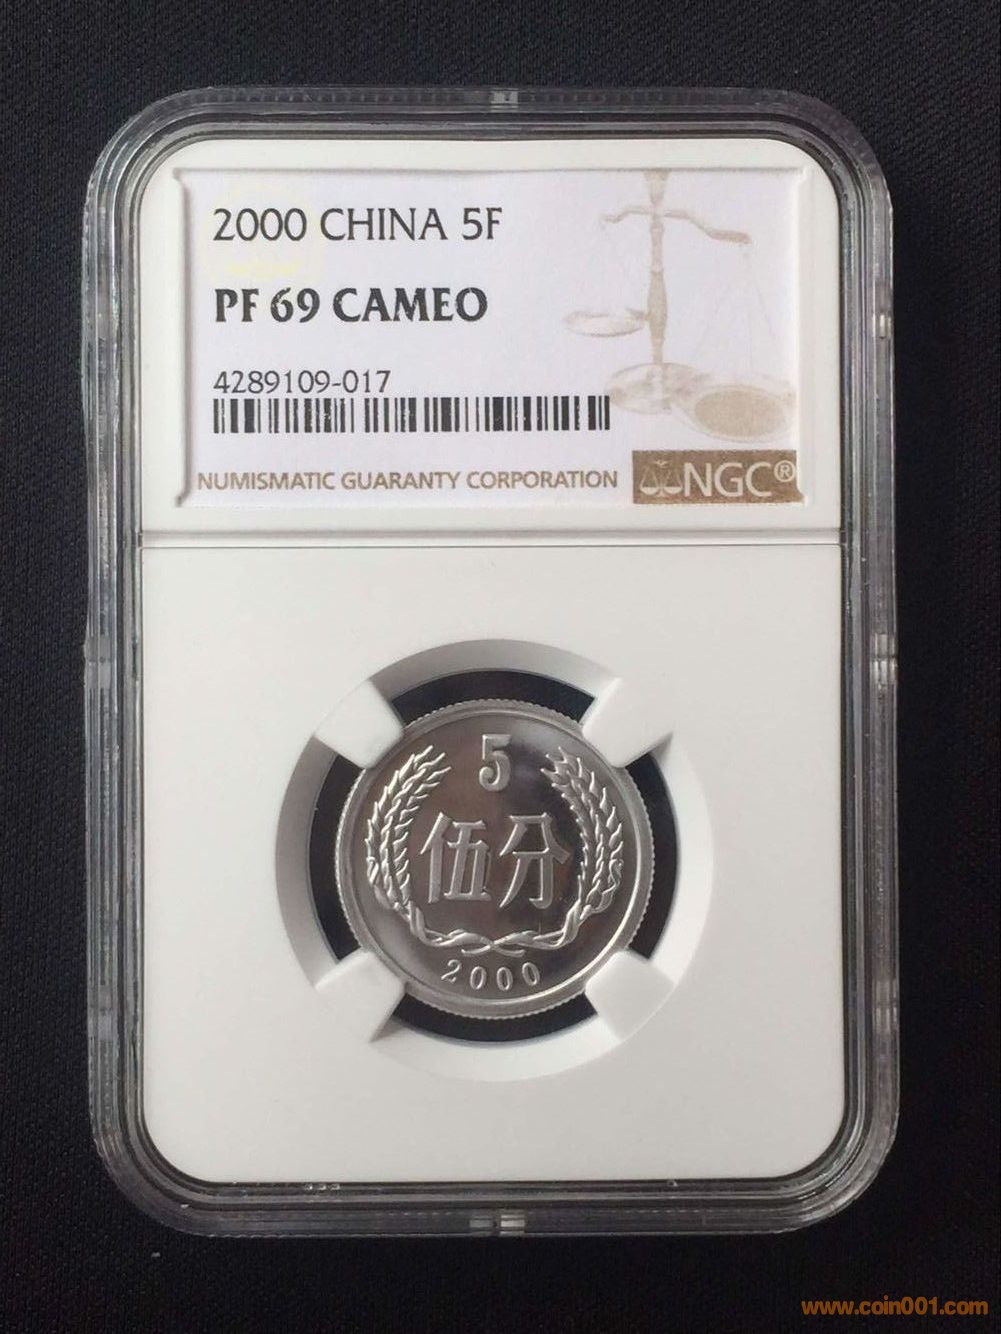 2000 CHINA 5F
PF 69 CAMEO
4289109-017
NUMISMATIC GUARANTY CORPORATION
NGC®
5
伍分
2000
www.coin001.com